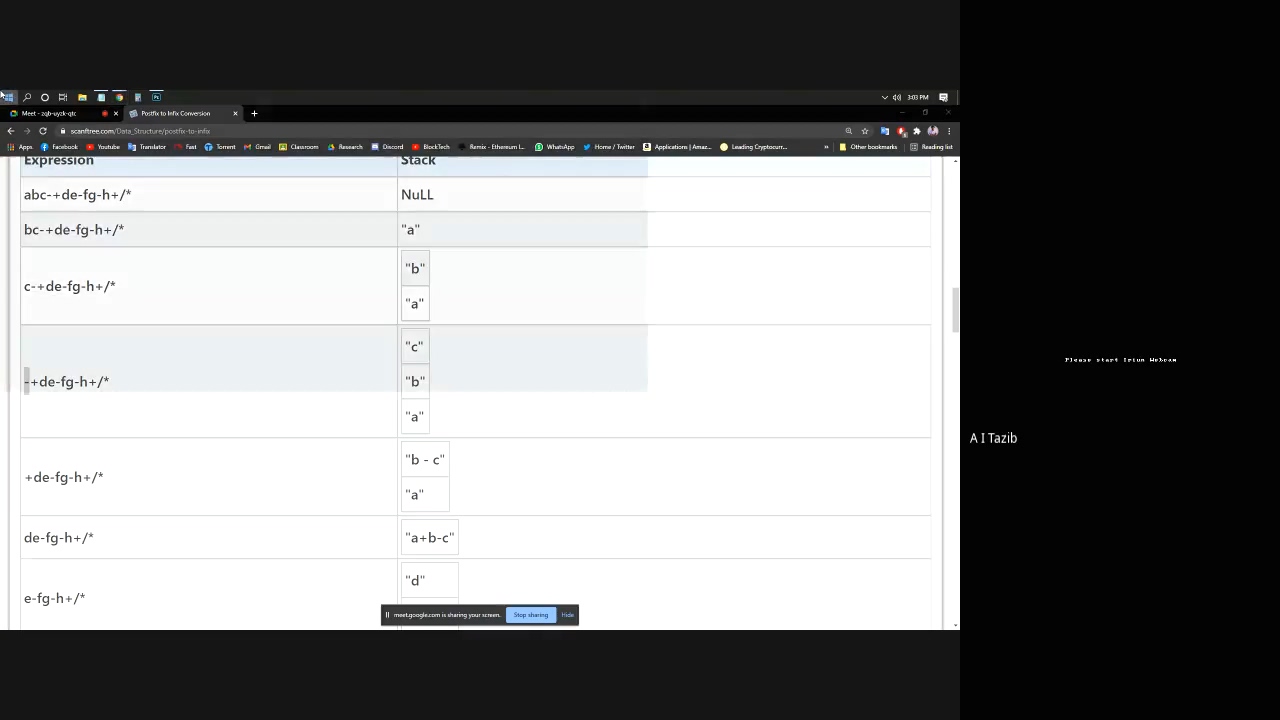 3:03 PM
Meet - zqb-uyzk-qtc
Postfix to Infix Conversion
scanftree.com/Data_Structure/postfix-to-infix
Apps Facebook Youtube Translator Fast Torrent Gmail Classroom Research Discord BlockTech Remix - Ethereum I... WhatsApp Home / Twitter Applications | Amaz... Leading Cryptocurr... » Other bookmarks Reading list
Expression Stack
abc-+de-fg-h+/* NuLL
bc-+de-fg-h+/* "a"
"b"
c-+de-fg-h+/*
"a"
"c"
-+de-fg-h+/* "b"
"a"
"b - c"
+de-fg-h+/*
"a"
de-fg-h+/* "a+b-c"
"d"
e-fg-h+/*
meet.google.com is sharing your screen. Stop sharing Hide
Please start Iriun Webcam
A I Tazib